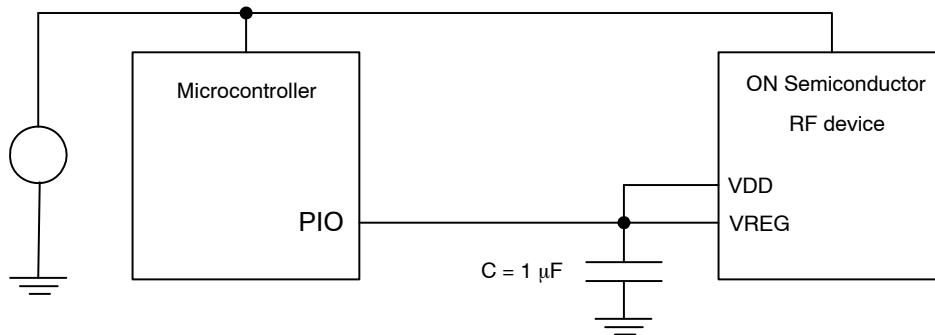 Microcontroller
ON Semiconductor
RF device
VDD
PIO
VREG
C = 1 μF